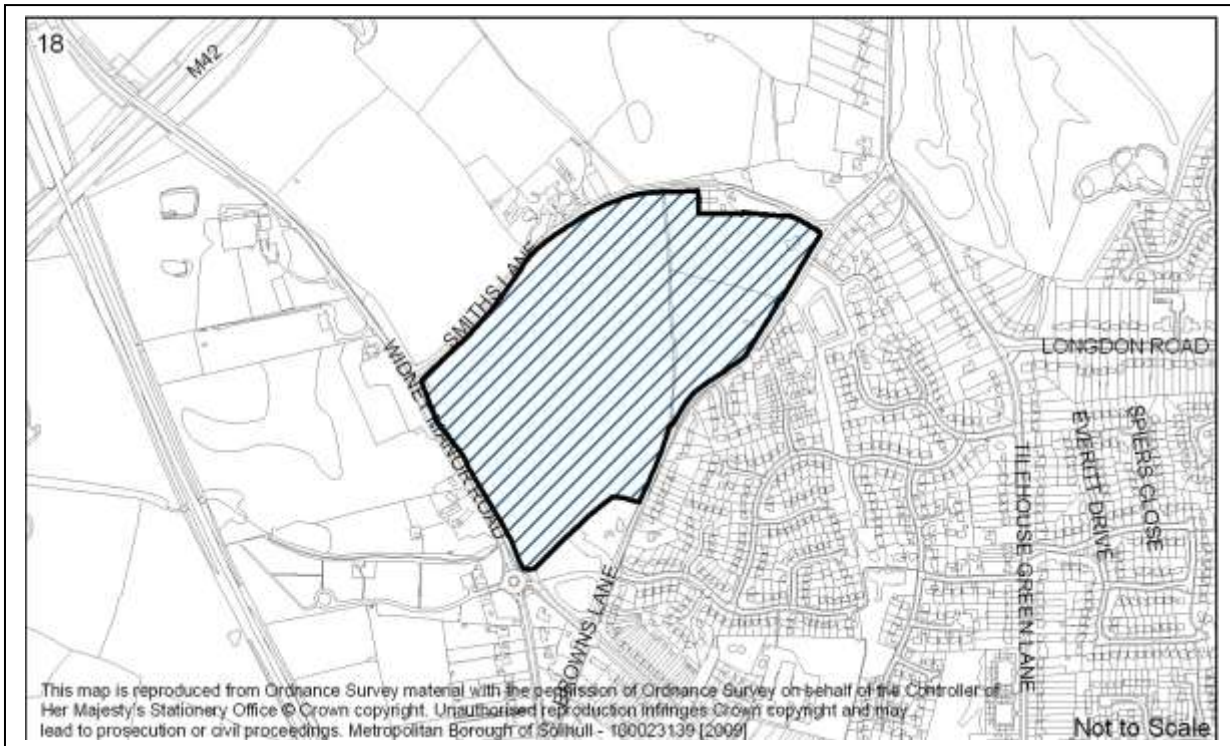 18
M42
SMITHS LANE
WIDNEY MANOR ROAD
LONGDON ROAD
SPIERS CLOSE
EVERITT DRIVE
TILEHOUSE GREEN LANE
BROWNS LANE
This map is reproduced from Ordnance Survey material with the permission of Ordnance Survey on behalf of the Controller of
Her Majesty's Stationery Office © Crown copyright. Unauthorised reproduction infringes Crown copyright and may
lead to prosecution or civil proceedings. Metropolitan Borough of Solihull - 100023139 [2009]
Not to Scale